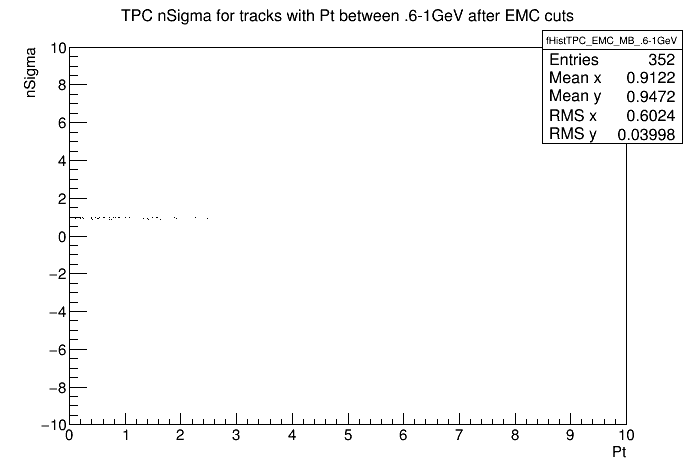 TPC nSigma for tracks with Pt between .6-1GeV after EMC cuts
fHistTPC_EMC_MB_.6-1GeV
Entries 352
Mean x 0.9122
Mean y 0.9472
RMS x 0.6024
RMS y 0.03998
nSigma
10
8
6
4
2
0
−2
−4
−6
−8
−10
0 1 2 3 4 5 6 7 8 9 10
Pt